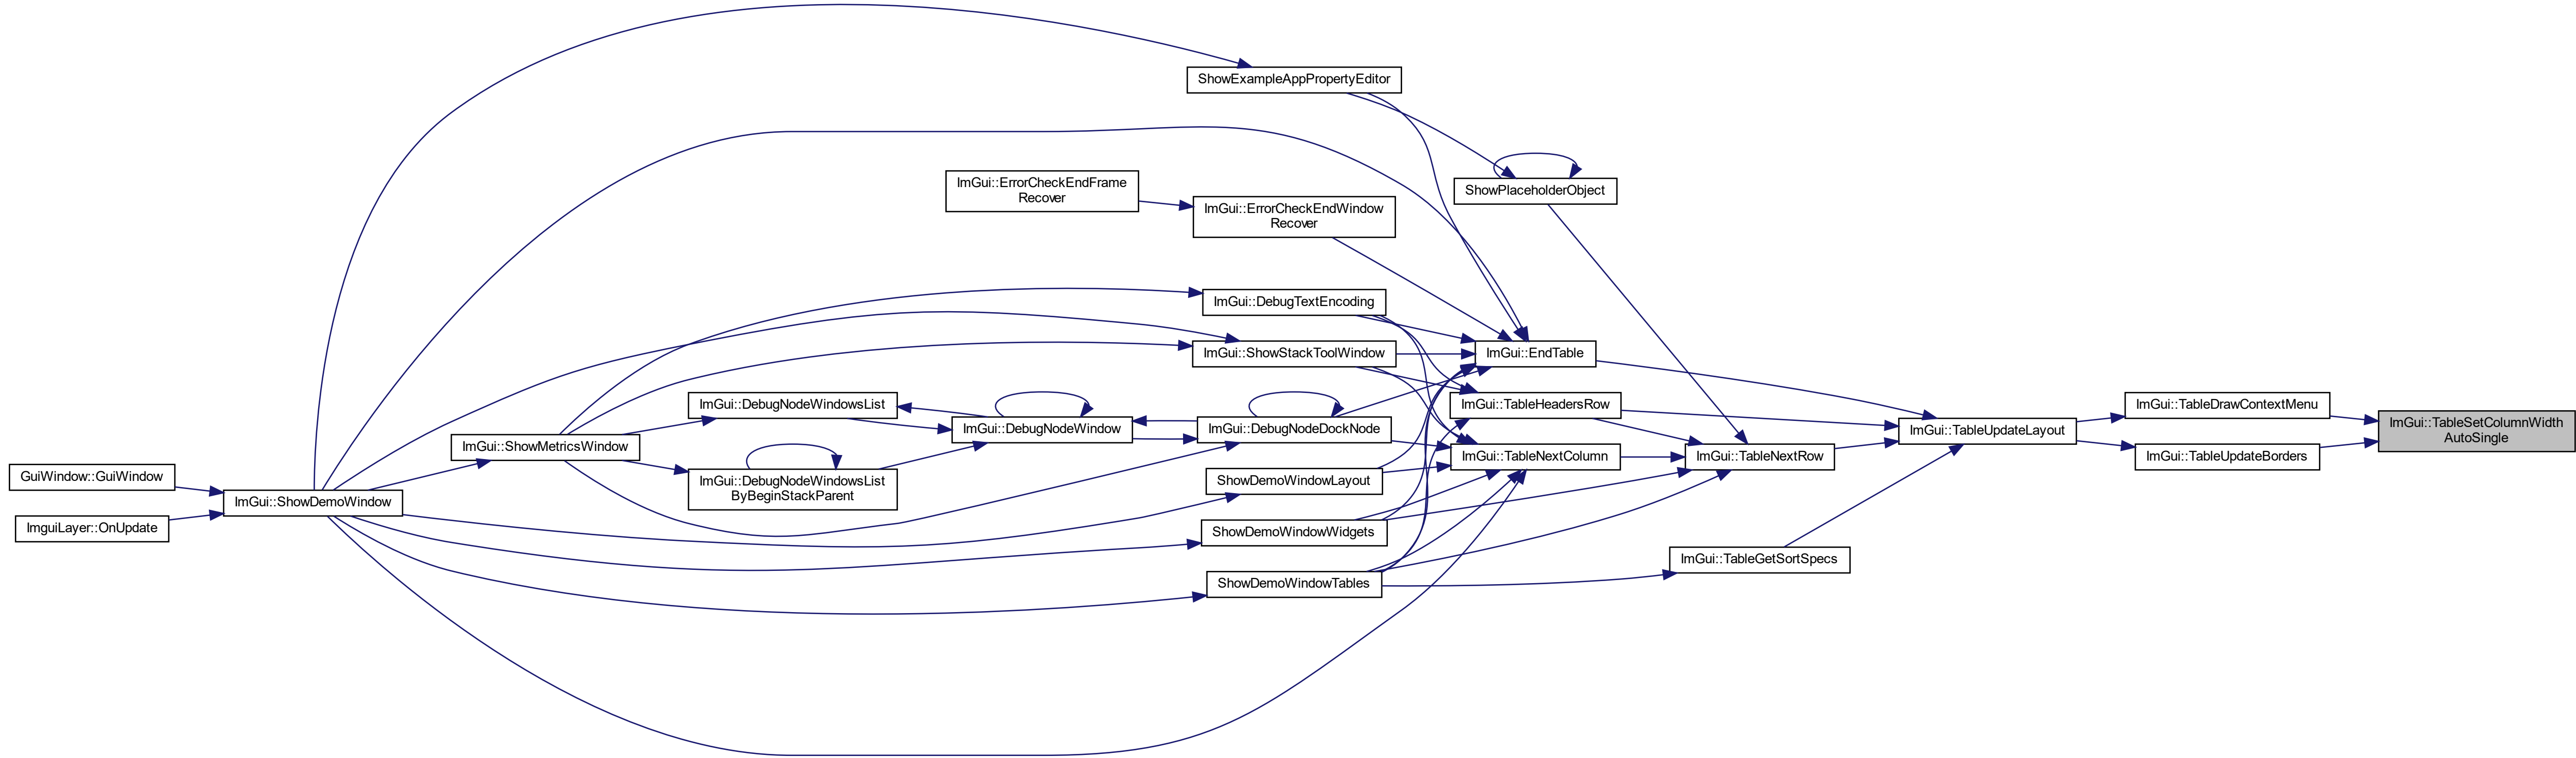 ShowExampleAppPropertyEditor
ImGui::ErrorCheckEndFrame
Recover
ImGui::ErrorCheckEndWindow
Recover
ShowPlaceholderObject
ImGui::DebugTextEncoding
ImGui::ShowStackToolWindow
ImGui::EndTable
ImGui::DebugNodeWindowsList
ImGui::DebugNodeWindow
ImGui::DebugNodeDockNode
ImGui::TableHeadersRow
ImGui::TableDrawContextMenu
ImGui::TableSetColumnWidth
AutoSingle
ImGui::TableUpdateLayout
ImGui::ShowMetricsWindow
ImGui::TableNextColumn
ImGui::TableNextRow
ImGui::TableUpdateBorders
GuiWindow::GuiWindow
ImGui::DebugNodeWindowsList
ByBeginStackParent
ShowDemoWindowLayout
ImGui::ShowDemoWindow
ImguiLayer::OnUpdate
ShowDemoWindowWidgets
ImGui::TableGetSortSpecs
ShowDemoWindowTables